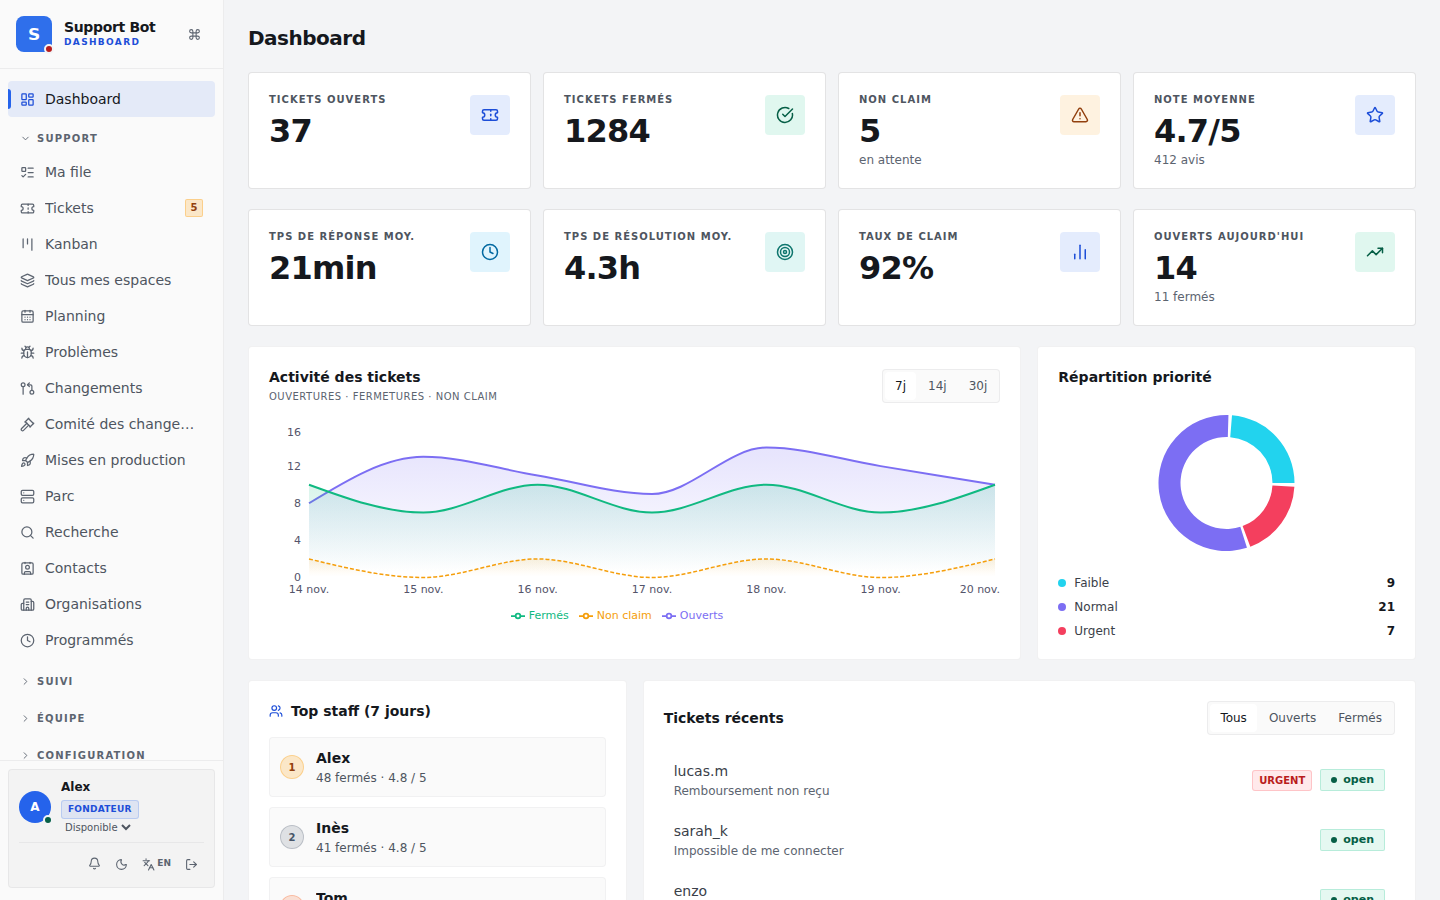 S
Support Bot
DASHBOARD
Dashboard
SUPPORT
Ma file
Tickets
5
Kanban
Tous mes espaces
Planning
Problèmes
Changements
Comité des change…
Mises en production
Parc
Recherche
Contacts
Organisations
Programmés
SUIVI
ÉQUIPE
CONFIGURATION
A
Alex
FONDATEUR
Disponible
EN
Dashboard
TICKETS OUVERTS
37
TICKETS FERMÉS
1284
NON CLAIM
5
en attente
NOTE MOYENNE
4.7/5
412 avis
TPS DE RÉPONSE MOY.
21min
TPS DE RÉSOLUTION MOY.
4.3h
TAUX DE CLAIM
92%
OUVERTS AUJOURD'HUI
14
11 fermés
Activité des tickets
OUVERTURES · FERMETURES · NON CLAIM
7j
14j
30j
16
12
8
4
0
14 nov.
15 nov.
16 nov.
17 nov.
18 nov.
19 nov.
20 nov.
Fermés
Non claim
Ouverts
Répartition priorité
Faible
9
Normal
21
Urgent
7
Top staff (7 jours)
1
Alex
48 fermés · 4.8 / 5
2
Inès
41 fermés · 4.8 / 5
Tom
Tickets récents
Tous
Ouverts
Fermés
lucas.m
Remboursement non reçu
URGENT
open
sarah_k
Impossible de me connecter
open
enzo
open